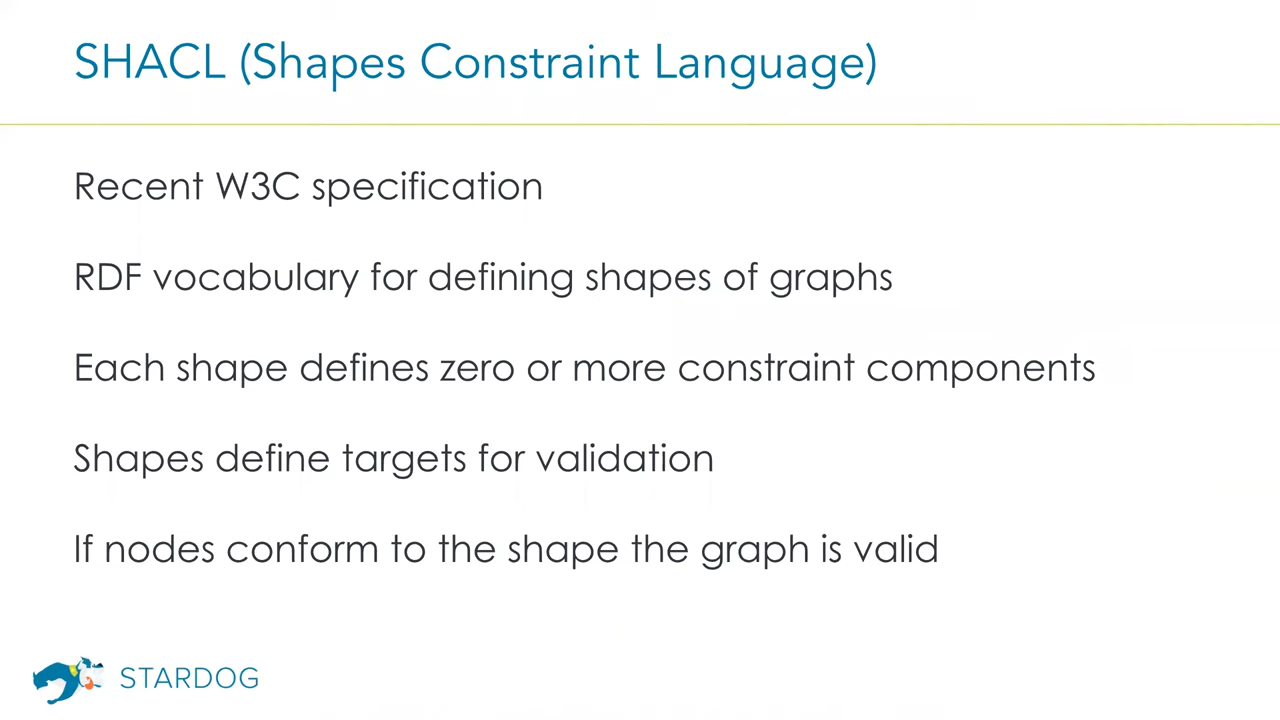 SHACL (Shapes Constraint Language)
Recent W3C specification
RDF vocabulary for defining shapes of graphs
Each shape defines zero or more constraint components
Shapes define targets for validation
If nodes conform to the shape the graph is valid
STARDOG